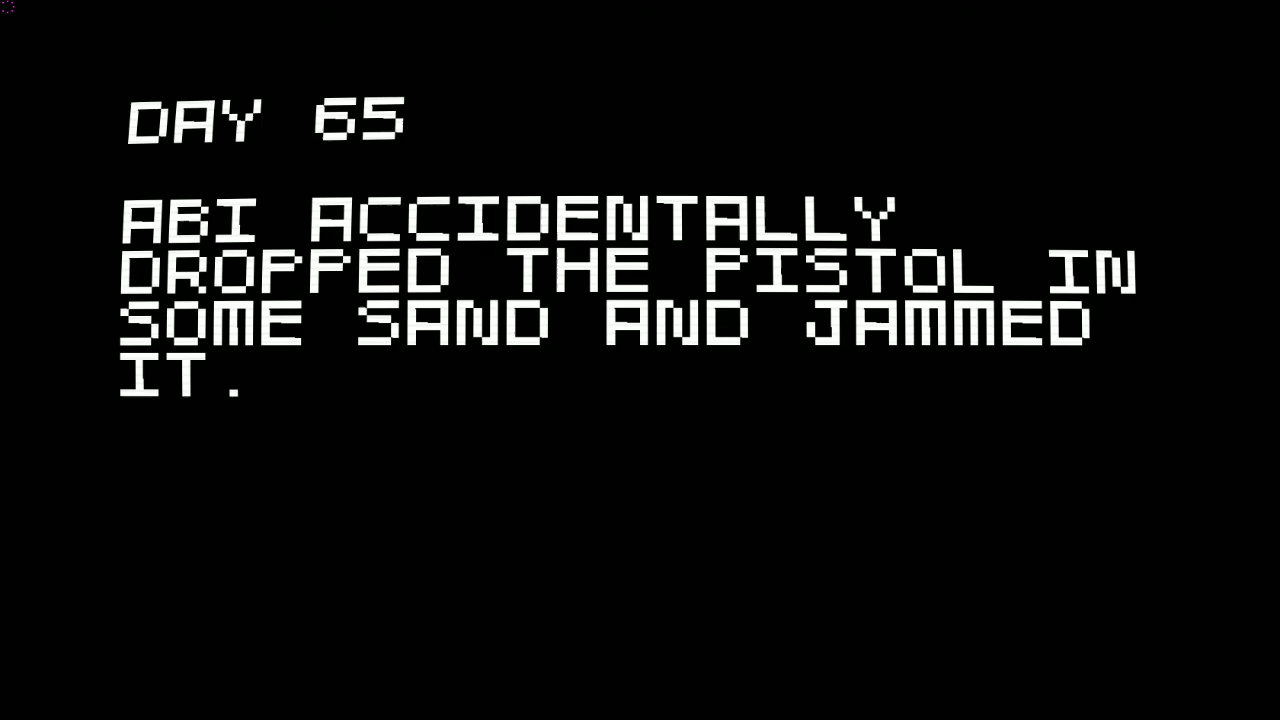 DAY 65
ABI ACCIDENTALLY
DROPPED THE PISTOL IN
SOME SAND AND JAMMED
IT.